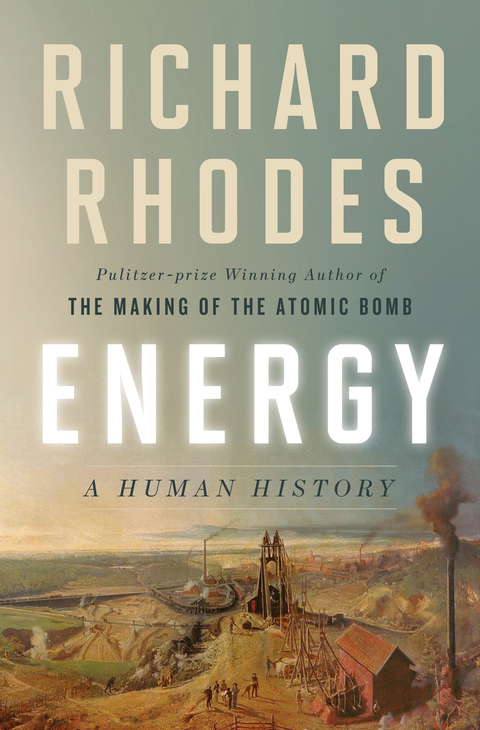 RICHARD
RHODES
Pulitzer-prize Winning Author of
THE MAKING OF THE ATOMIC BOMB
ENERGY
A HUMAN HISTORY